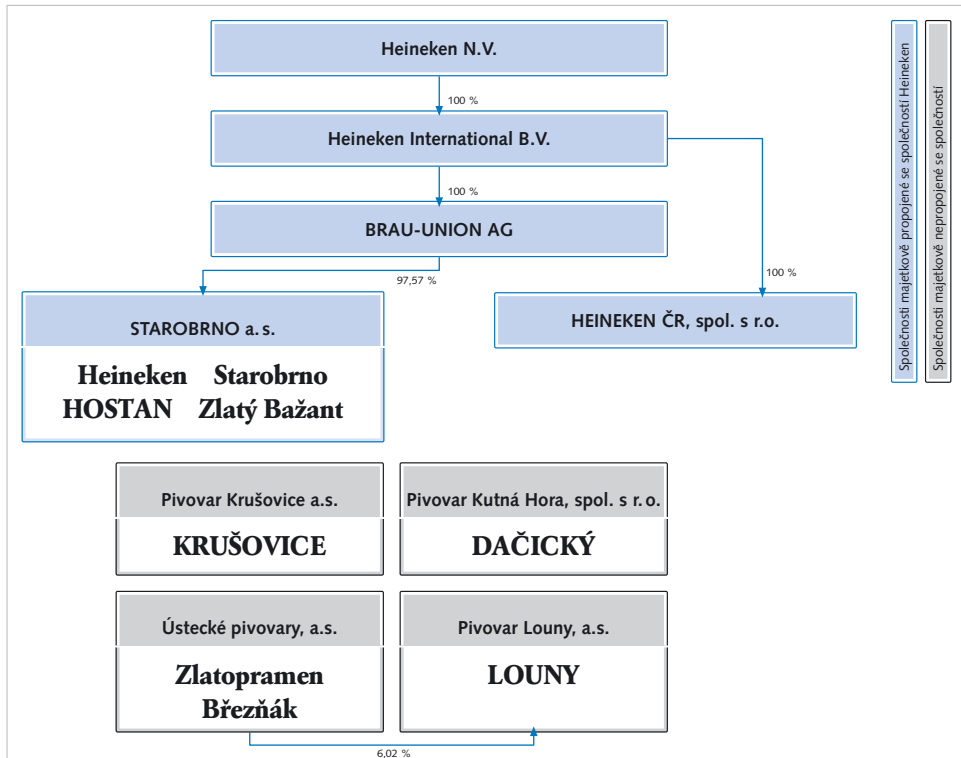 Heineken N.V.
100 %
Heineken International B.V.
100 %
BRAU-UNION AG
97,57 %
100 %
STAROBRNO a. s.
HEINEKEN ČR, spol. s r.o.
Heineken Starobrno
HOSTAN Zlatý Bažant
Pivovar Krušovice a.s.
KRUŠOVICE
Pivovar Kutná Hora, spol. s r. o.
DAČICKÝ
Ústecké pivovary, a.s.
Zlatopramen
Březňák
Pivovar Louny, a.s.
LOUNY
6,02 %
Společnosti majetkově propojené se společností Heineken
Společnosti majetkově nepropojené se společností